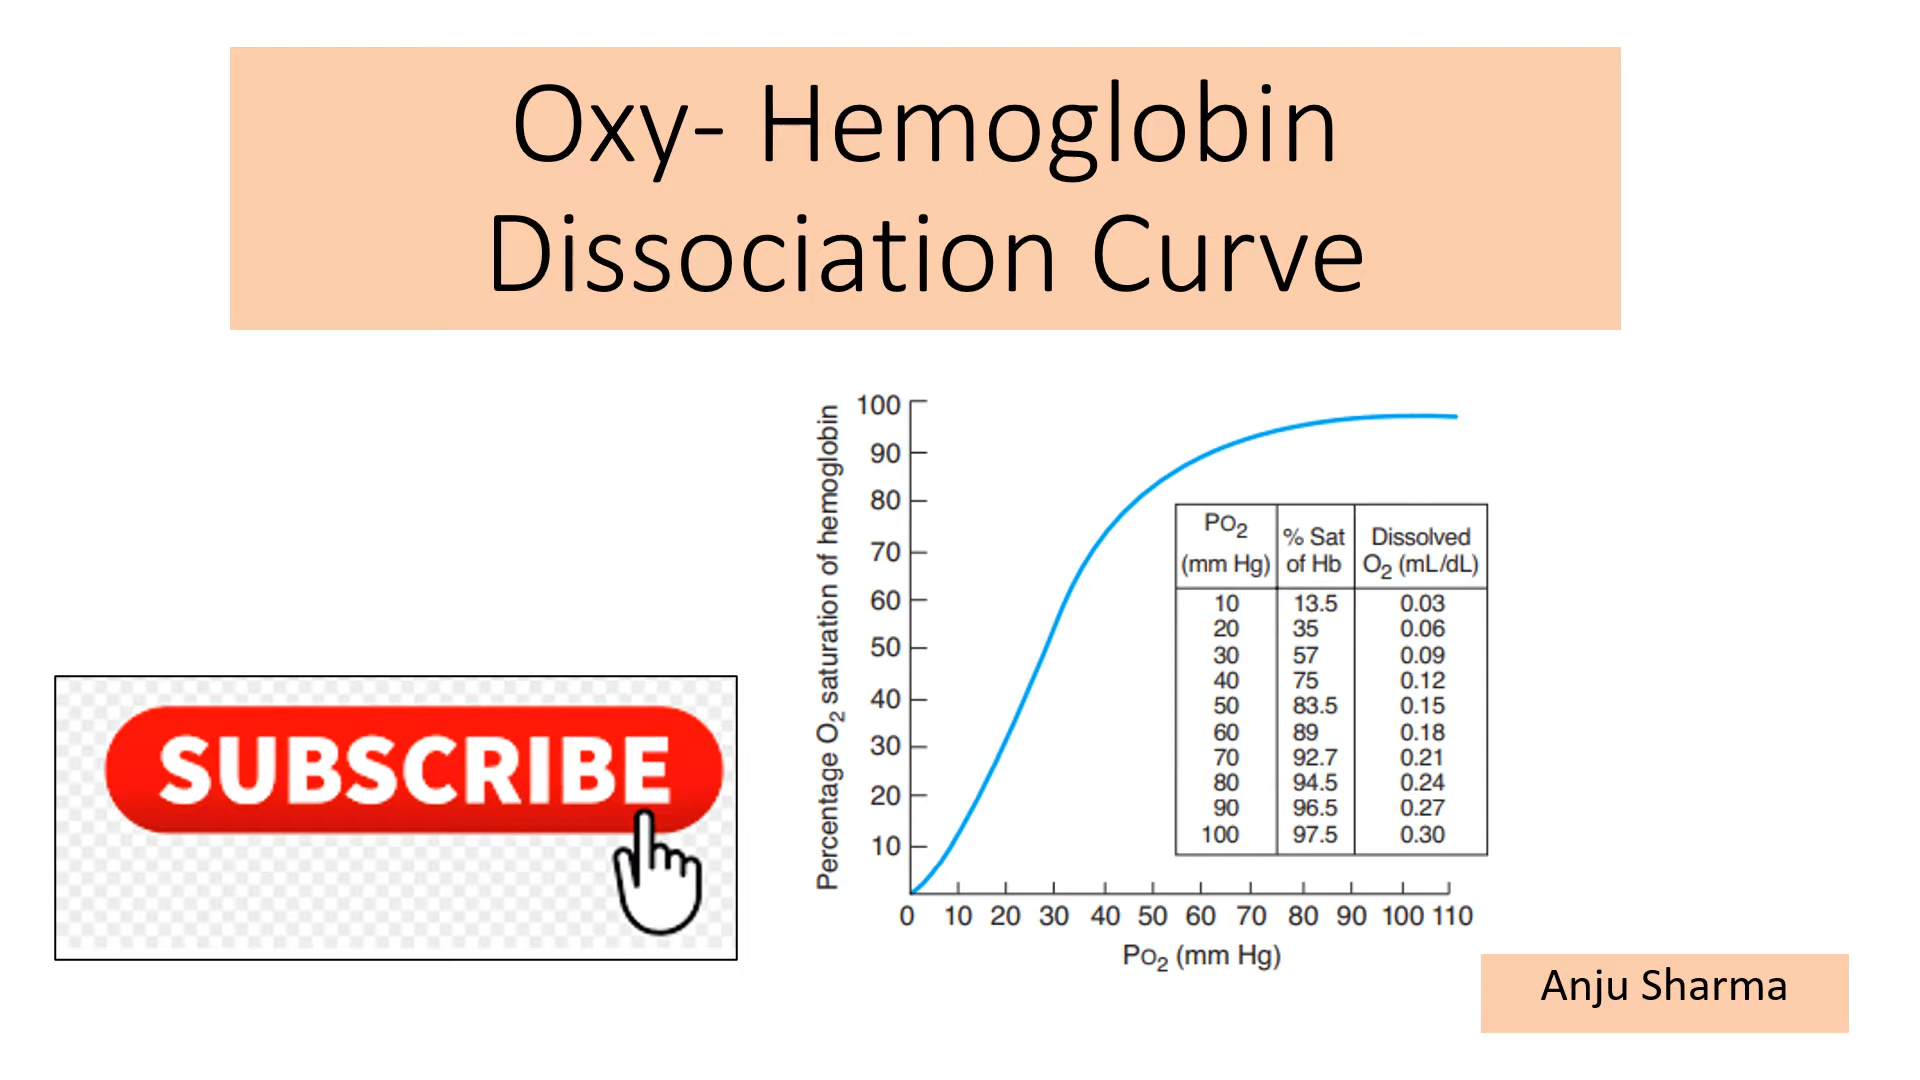 Oxy- Hemoglobin
Dissociation Curve
SUBSCRIBE
Percentage O2 saturation of hemoglobin
100
90
80
70
60
50
40
30
20
10
0 10 20 30 40 50 60 70 80 90 100 110
PO2 (mm Hg)
PO2 (mm Hg) % Sat of Hb Dissolved O2 (mL/dL)
10 13.5 0.03
20 35 0.06
30 57 0.09
40 75 0.12
50 83.5 0.15
60 89 0.18
70 92.7 0.21
80 94.5 0.24
90 96.5 0.27
100 97.5 0.30
Anju Sharma